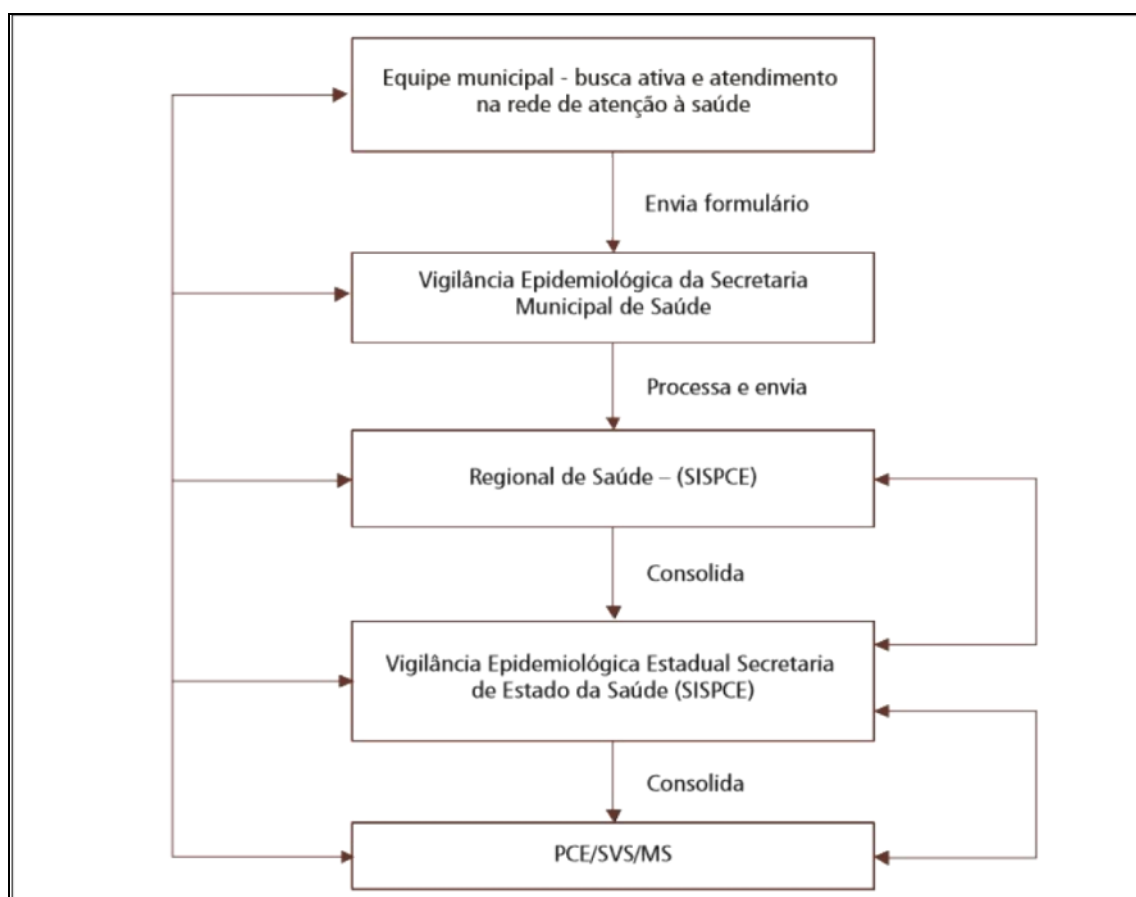 Equipe municipal - busca ativa e atendimento
na rede de atenção à saúde
Envia formulário
Vigilância Epidemiológica da Secretaria
Municipal de Saúde
Processa e envia
Regional de Saúde – (SISPCE)
Consolida
Vigilância Epidemiológica Estadual Secretaria
de Estado da Saúde (SISPCE)
Consolida
PCE/SVS/MS